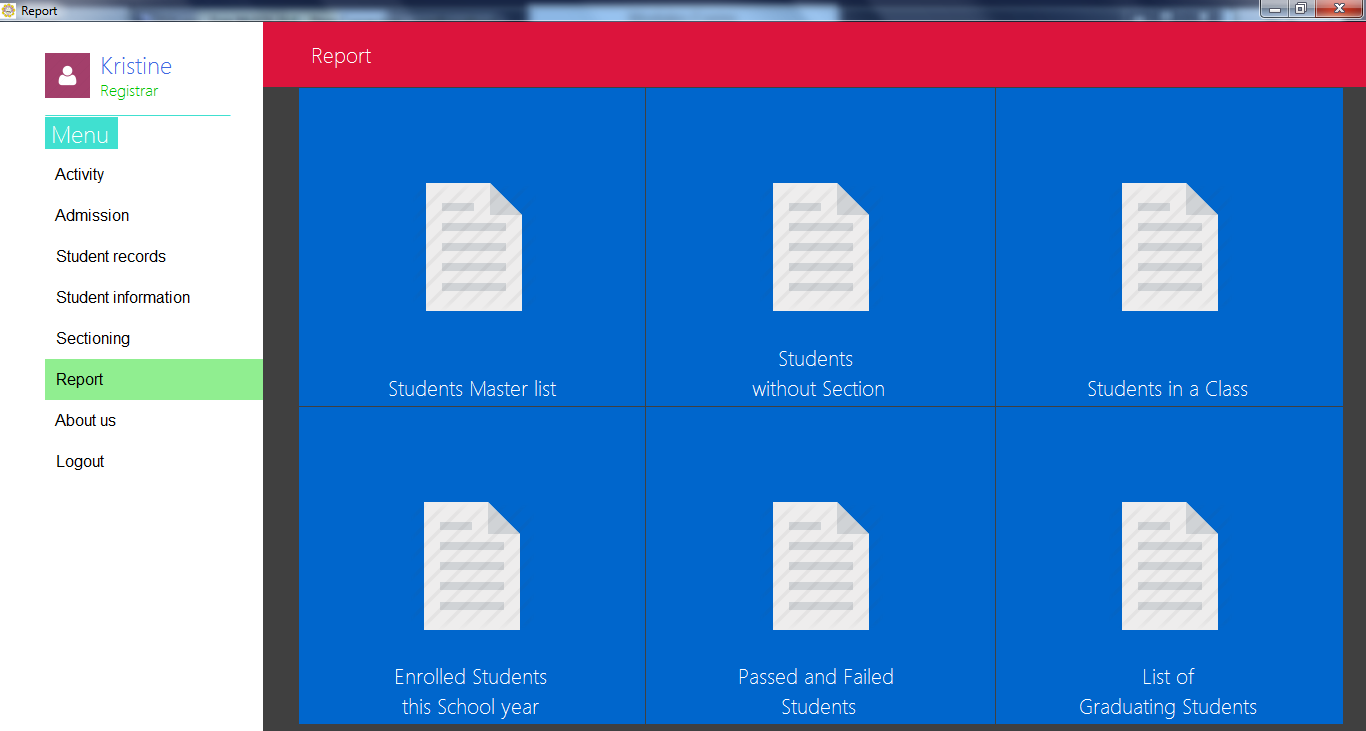 Report
Kristine
Registrar
Menu
Activity
Admission
Student records
Student information
Sectioning
Report
About us
Logout
Report
Students Master list
Students
without Section
Students in a Class
Enrolled Students
this School year
Passed and Failed
Students
List of
Graduating Students